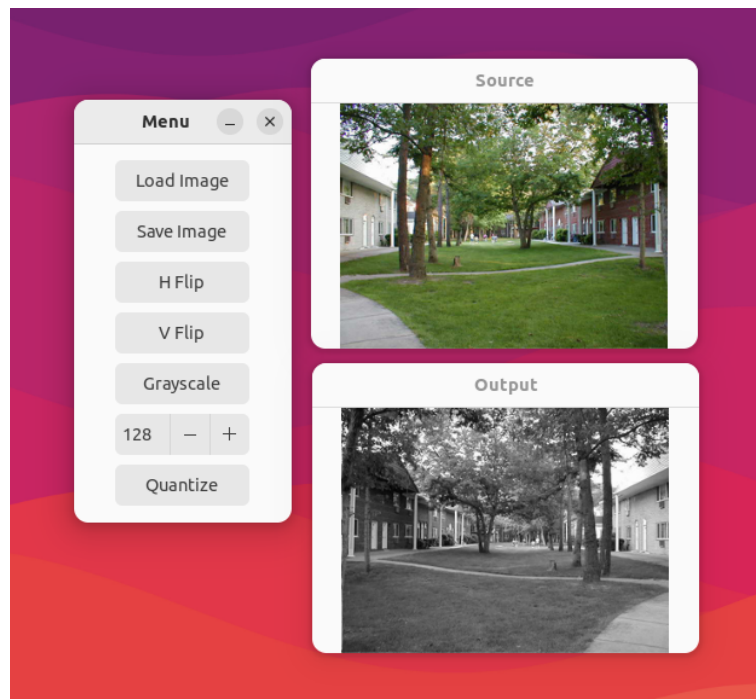 Menu
Load Image
Save Image
H Flip
V Flip
Grayscale
128
Quantize
Source
Output